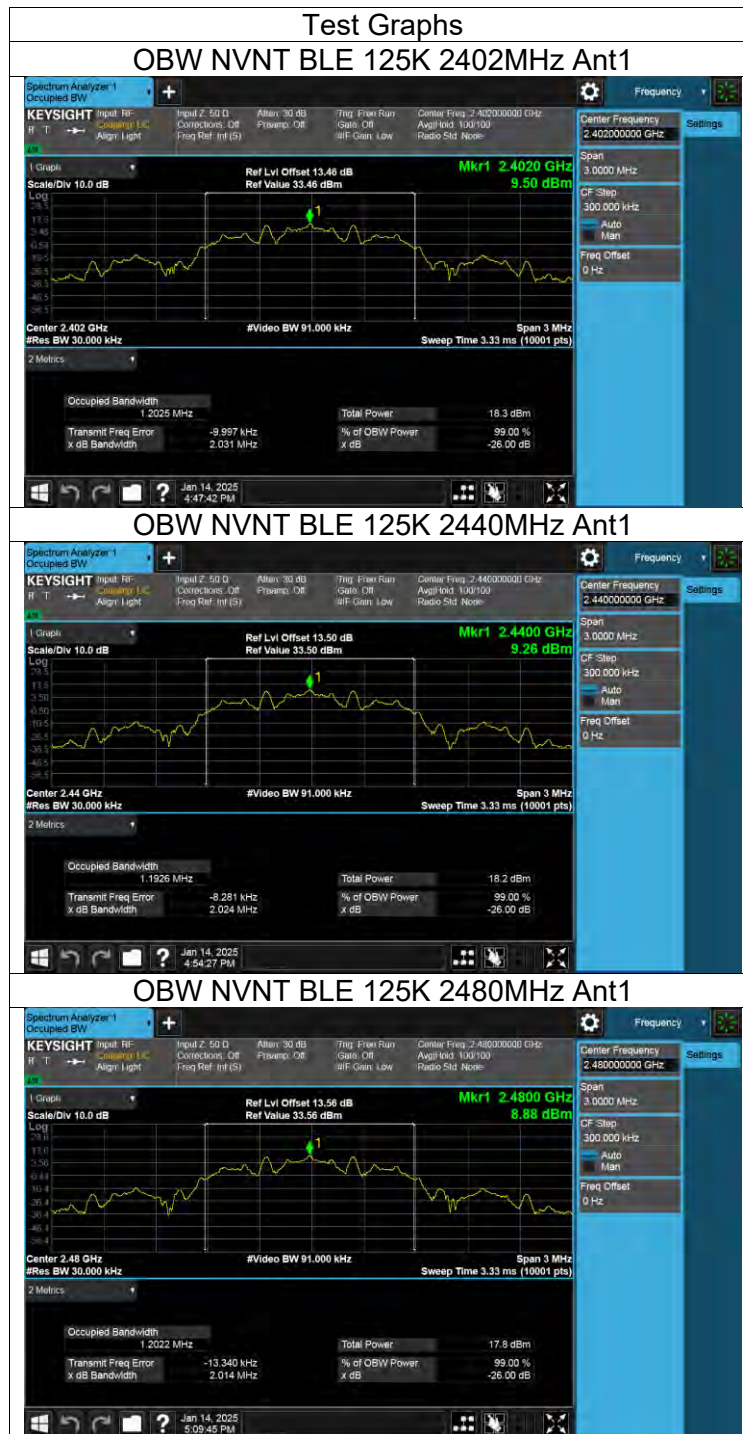 Test Graphs
OBW NVNT BLE 125K 2402MHz Ant1
Spectrum Analyzer 1
Occupied BW
Frequency
KEYSIGHT Input: RF Input Z: 50 Ω Atten: 30 dB Trig: Free Run Center Freq: 2.402000000 GHz
R T Corrections: Off Preamp: Off Gate: Off Avg|Hold: 100/100
Align: Light Freq Ref: Int (S) #IF Gain: Low Radio Std: None
Center Frequency
2.402000000 GHz
Settings
Span
3.0000 MHz
CF Step
300.000 kHz
Auto
Man
Freq Offset
0 Hz
1 Graph
Scale/Div 10.0 dB
Log
Ref Lvl Offset 13.46 dB
Ref Value 33.46 dBm
Mkr1 2.4020 GHz
9.50 dBm
1
Center 2.402 GHz #Video BW 91.000 kHz Span 3 MHz
#Res BW 30.000 kHz Sweep Time 3.33 ms (10001 pts)
2 Metrics
Occupied Bandwidth
1.2025 MHz Total Power 18.3 dBm
Transmit Freq Error -9.997 kHz % of OBW Power 99.00 %
x dB Bandwidth 2.031 MHz x dB -26.00 dB
? Jan 14, 2025
4:47:42 PM
OBW NVNT BLE 125K 2440MHz Ant1
Spectrum Analyzer 1
Occupied BW
Frequency
KEYSIGHT Input: RF Input Z: 50 Ω Atten: 30 dB Trig: Free Run Center Freq: 2.440000000 GHz
R T Corrections: Off Preamp: Off Gate: Off Avg|Hold: 100/100
Align: Light Freq Ref: Int (S) #IF Gain: Low Radio Std: None
Center Frequency
2.440000000 GHz
Settings
Span
3.0000 MHz
CF Step
300.000 kHz
Auto
Man
Freq Offset
0 Hz
1 Graph
Scale/Div 10.0 dB
Log
Ref Lvl Offset 13.50 dB
Ref Value 33.50 dBm
Mkr1 2.4400 GHz
9.26 dBm
1
Center 2.44 GHz #Video BW 91.000 kHz Span 3 MHz
#Res BW 30.000 kHz Sweep Time 3.33 ms (10001 pts)
2 Metrics
Occupied Bandwidth
1.1926 MHz Total Power 18.2 dBm
Transmit Freq Error -8.281 kHz % of OBW Power 99.00 %
x dB Bandwidth 2.024 MHz x dB -26.00 dB
? Jan 14, 2025
4:54:27 PM
OBW NVNT BLE 125K 2480MHz Ant1
Spectrum Analyzer 1
Occupied BW
Frequency
KEYSIGHT Input: RF Input Z: 50 Ω Atten: 30 dB Trig: Free Run Center Freq: 2.480000000 GHz
R T Corrections: Off Preamp: Off Gate: Off Avg|Hold: 100/100
Align: Light Freq Ref: Int (S) #IF Gain: Low Radio Std: None
Center Frequency
2.480000000 GHz
Settings
Span
3.0000 MHz
CF Step
300.000 kHz
Auto
Man
Freq Offset
0 Hz
1 Graph
Scale/Div 10.0 dB
Log
Ref Lvl Offset 13.56 dB
Ref Value 33.56 dBm
Mkr1 2.4800 GHz
8.88 dBm
1
Center 2.48 GHz #Video BW 91.000 kHz Span 3 MHz
#Res BW 30.000 kHz Sweep Time 3.33 ms (10001 pts)
2 Metrics
Occupied Bandwidth
1.2022 MHz Total Power 17.8 dBm
Transmit Freq Error -13.340 kHz % of OBW Power 99.00 %
x dB Bandwidth 2.014 MHz x dB -26.00 dB
? Jan 14, 2025
5:09:45 PM